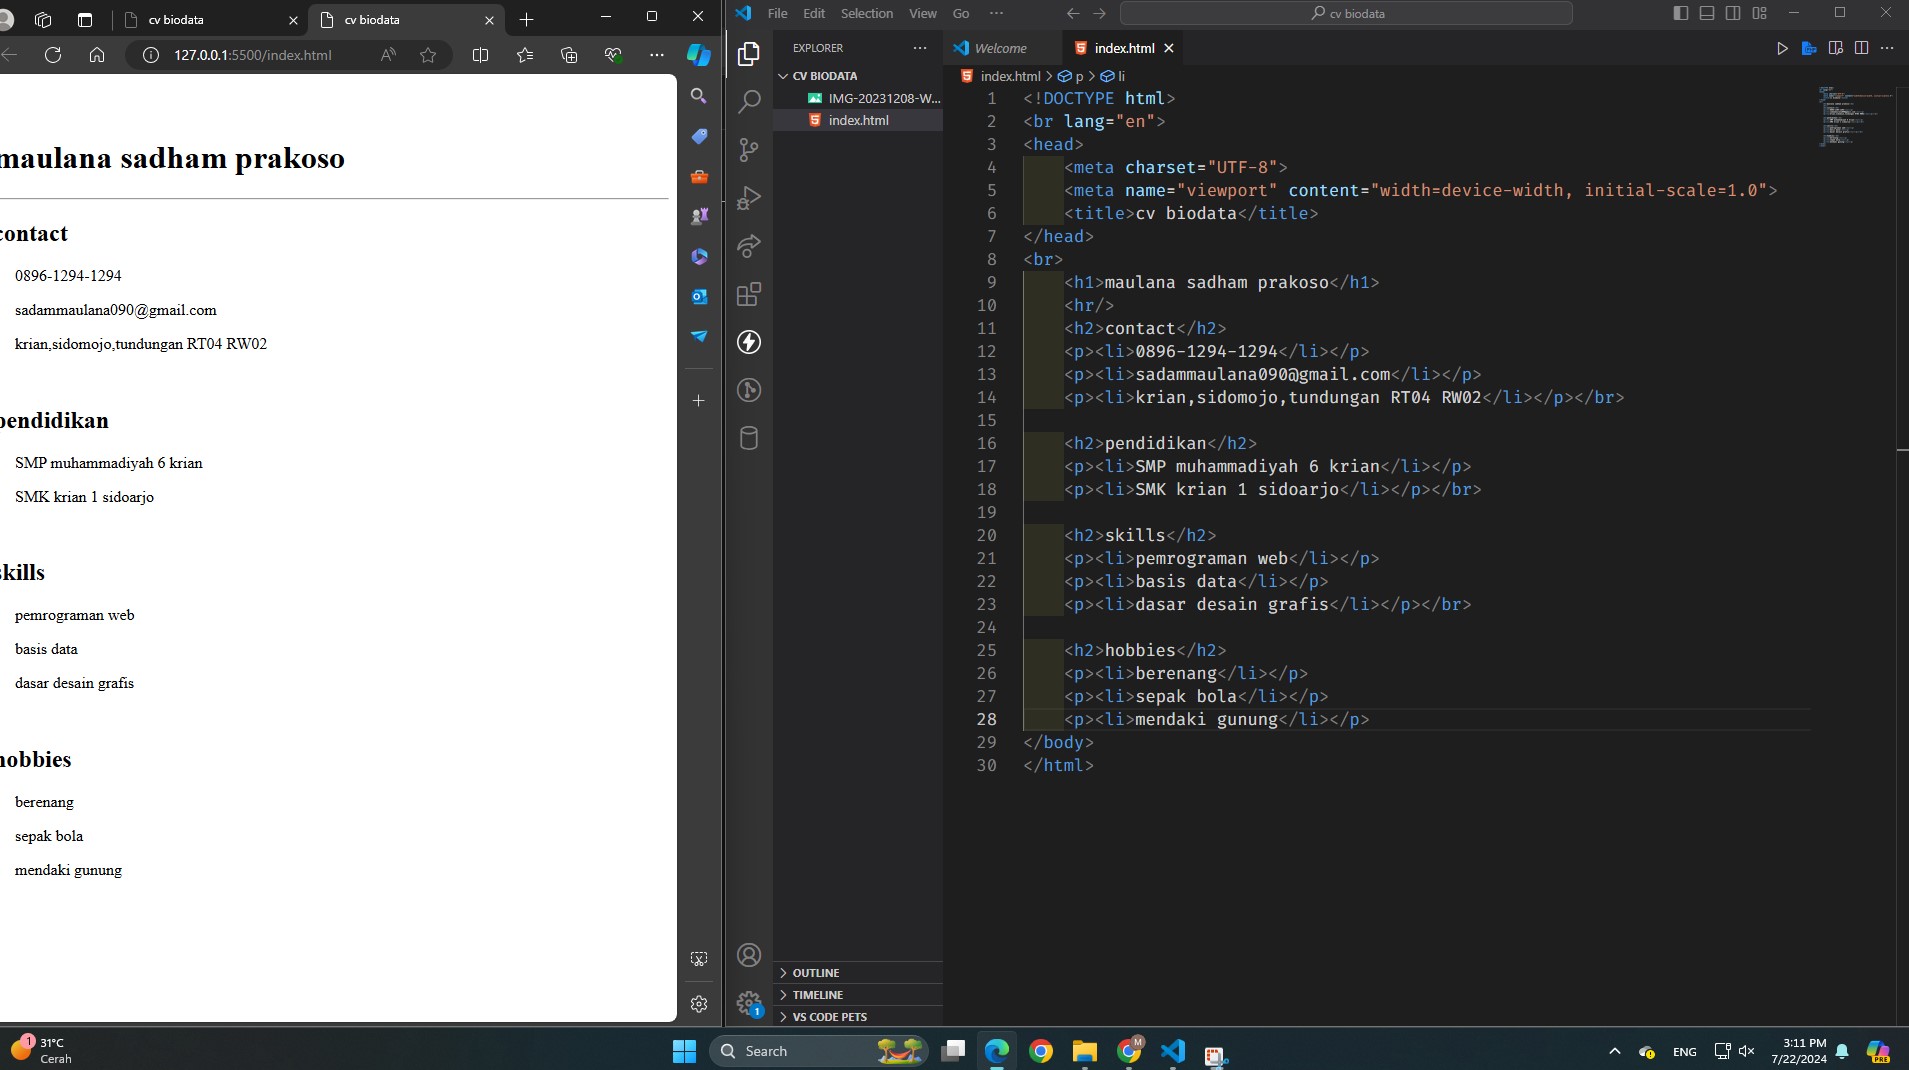 cv biodata
cv biodata
127.0.0.1:5500/index.html
maulana sadham prakoso
contact
0896-1294-1294
sadammaulana090@gmail.com
krian,sidomojo,tundungan RT04 RW02
pendidikan
SMP muhammadiyah 6 krian
SMK krian 1 sidoarjo
skills
pemrograman web
basis data
dasar desain grafis
hobbies
berenang
sepak bola
mendaki gunung
File Edit Selection View Go ···
cv biodata
EXPLORER
CV BIODATA
IMG-20231208-W...
index.html
OUTLINE
TIMELINE
VS CODE PETS
1
Welcome
index.html
index.html > p > li
1 <!DOCTYPE html>
2 <br lang="en">
3 <head>
4 <meta charset="UTF-8">
5 <meta name="viewport" content="width=device-width, initial-scale=1.0">
6 <title>cv biodata</title>
7 </head>
8 <br>
9 <h1>maulana sadham prakoso</h1>
10 <hr/>
11 <h2>contact</h2>
12 <p><li>0896-1294-1294</li></p>
13 <p><li>sadammaulana090@gmail.com</li></p>
14 <p><li>krian,sidomojo,tundungan RT04 RW02</li></p></br>
15
16 <h2>pendidikan</h2>
17 <p><li>SMP muhammadiyah 6 krian</li></p>
18 <p><li>SMK krian 1 sidoarjo</li></p></br>
19
20 <h2>skills</h2>
21 <p><li>pemrograman web</li></p>
22 <p><li>basis data</li></p>
23 <p><li>dasar desain grafis</li></p></br>
24
25 <h2>hobbies</h2>
26 <p><li>berenang</li></p>
27 <p><li>sepak bola</li></p>
28 <p><li>mendaki gunung</li></p>
29 </body>
30 </html>
1
31°C
Cerah
Search
M
ENG
3:11 PM
7/22/2024
PRE